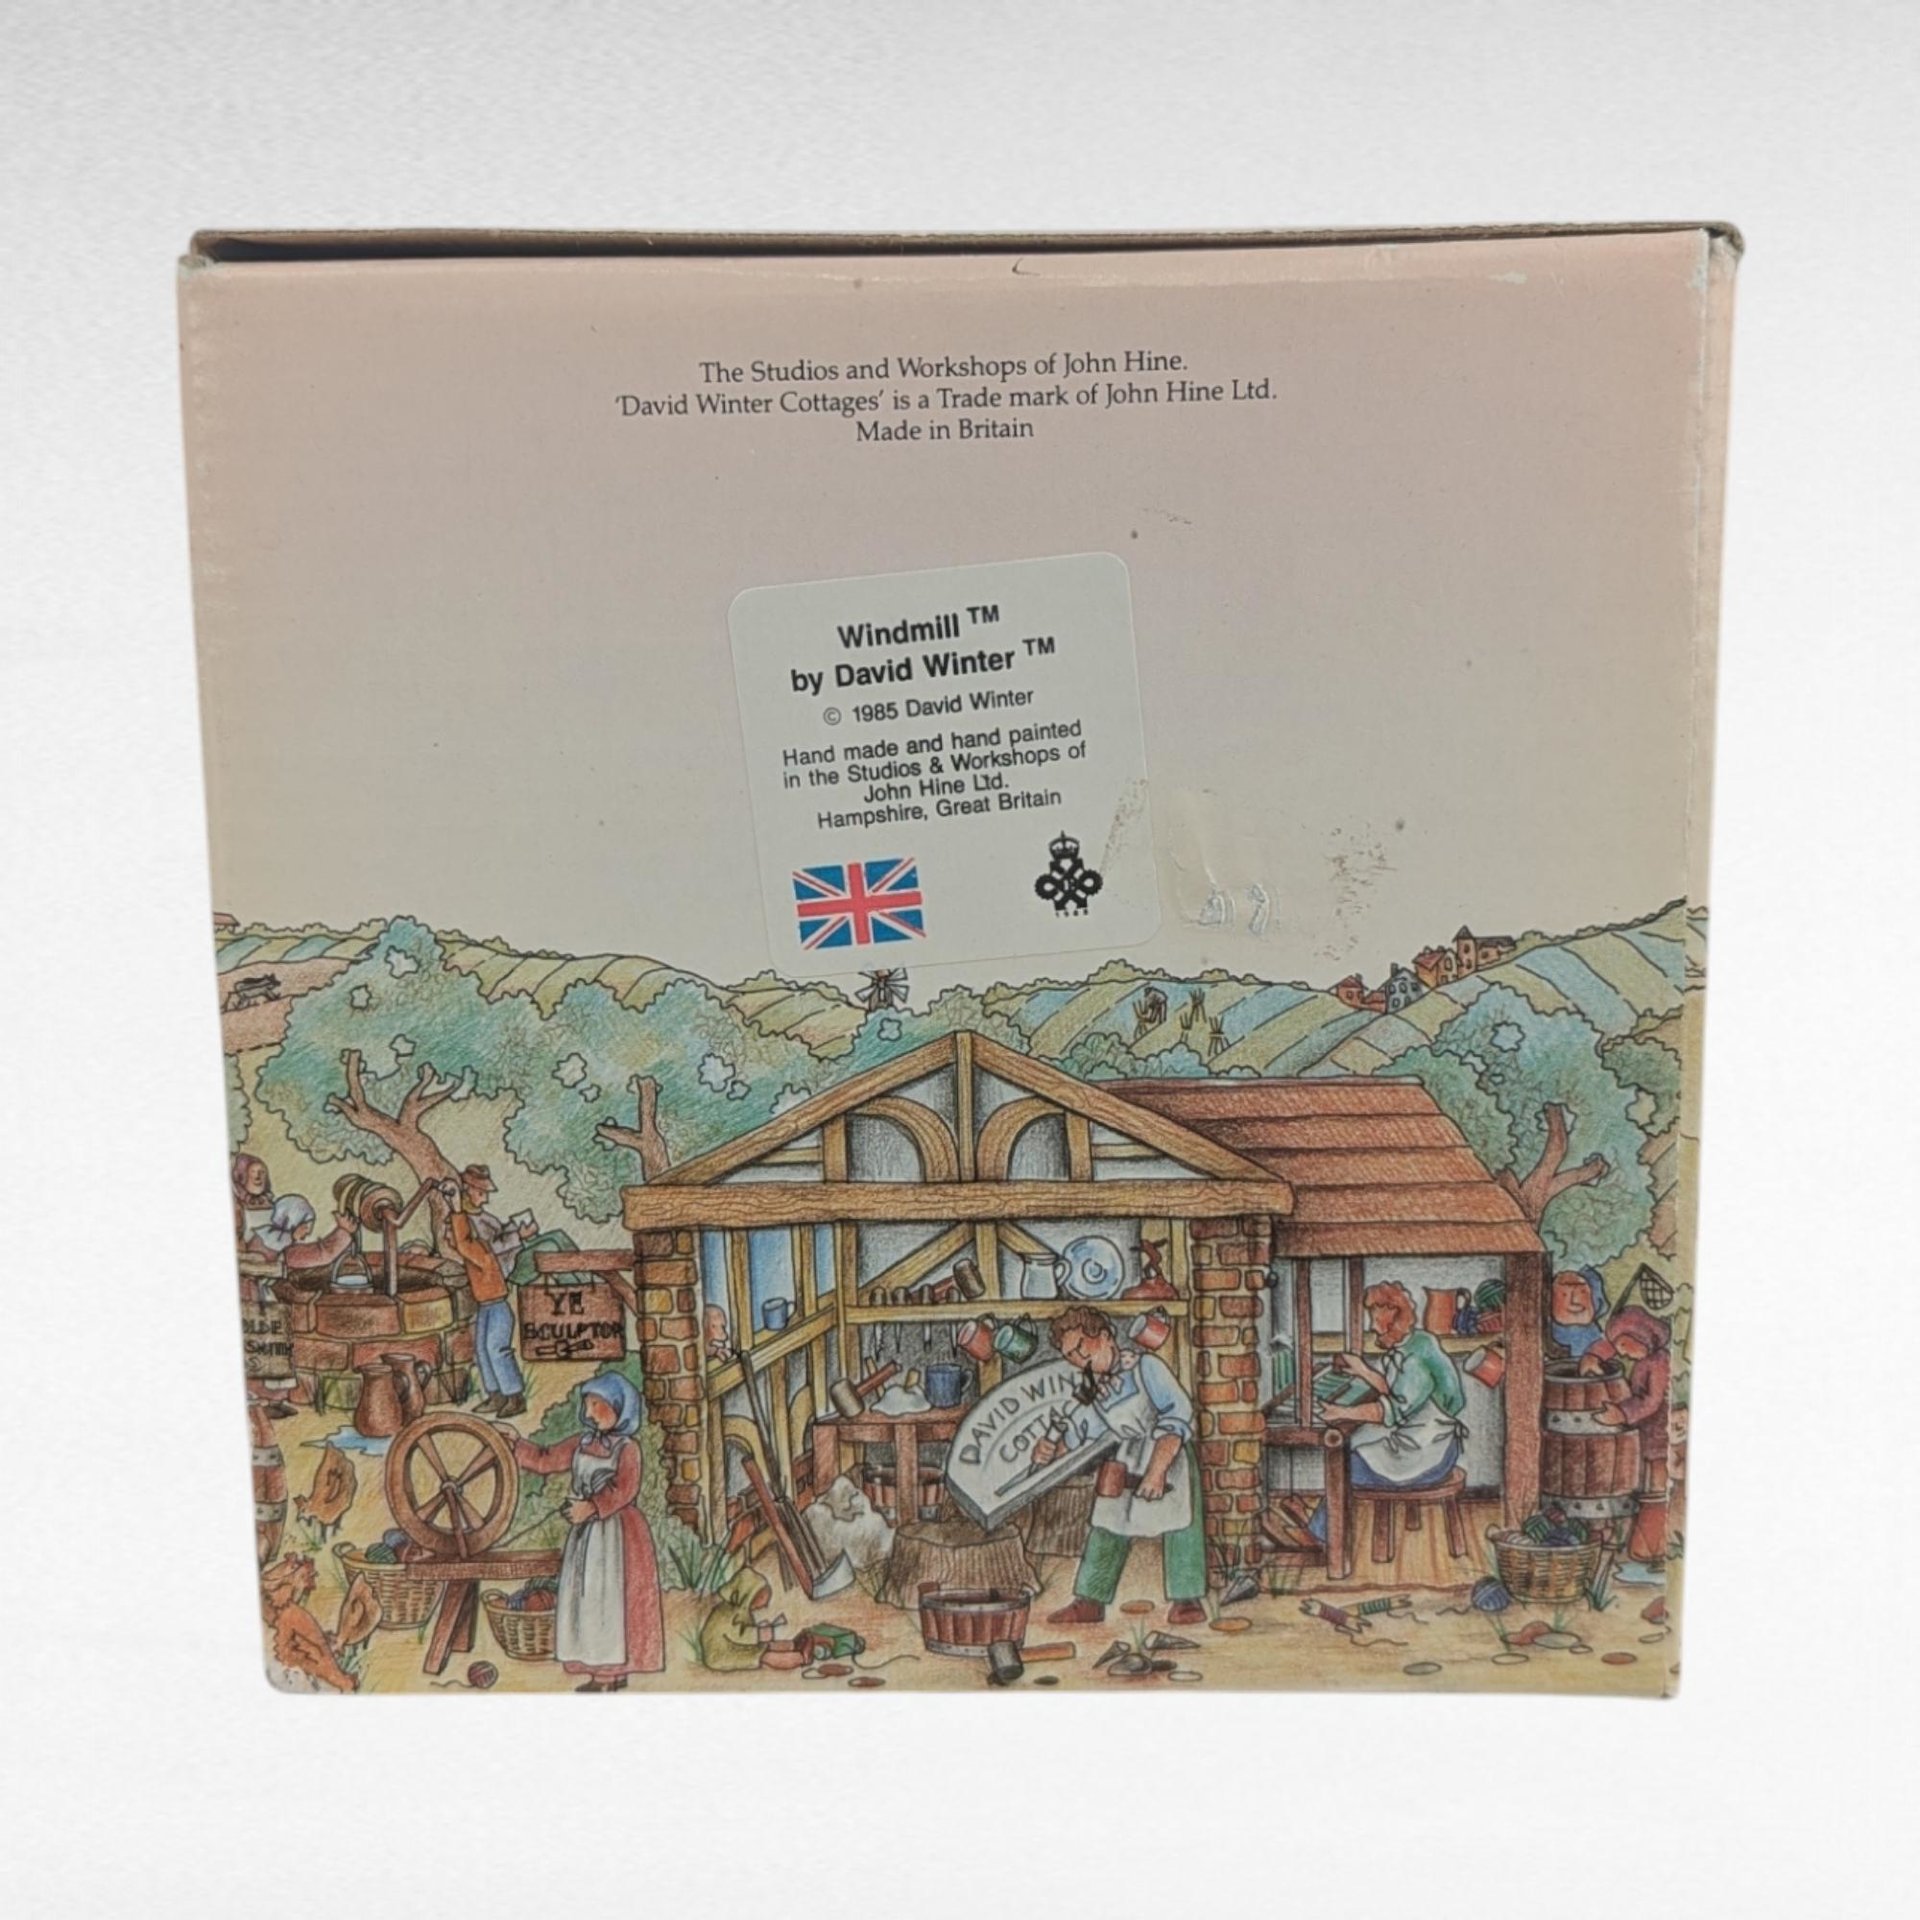 The Studios and Workshops of John Hine.
'David Winter Cottages' is a Trade mark of John Hine Ltd.
Made in Britain
Windmill ™
by David Winter ™
© 1985 David Winter
Hand made and hand painted
in the Studios & Workshops of
John Hine Ltd.
Hampshire, Great Britain
YE
SCULPTOR
DAVID WIN
COTTAG